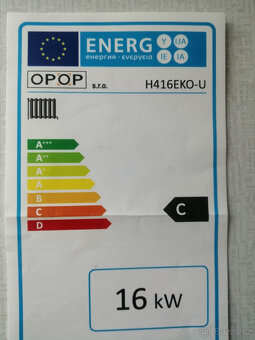 ENERG
енергия - ενεργεια
Y IJA
IE IA
OPOP s.r.o.
H416EKO-U
A+++
A++
A+
A
B
C
D
C
16 kW